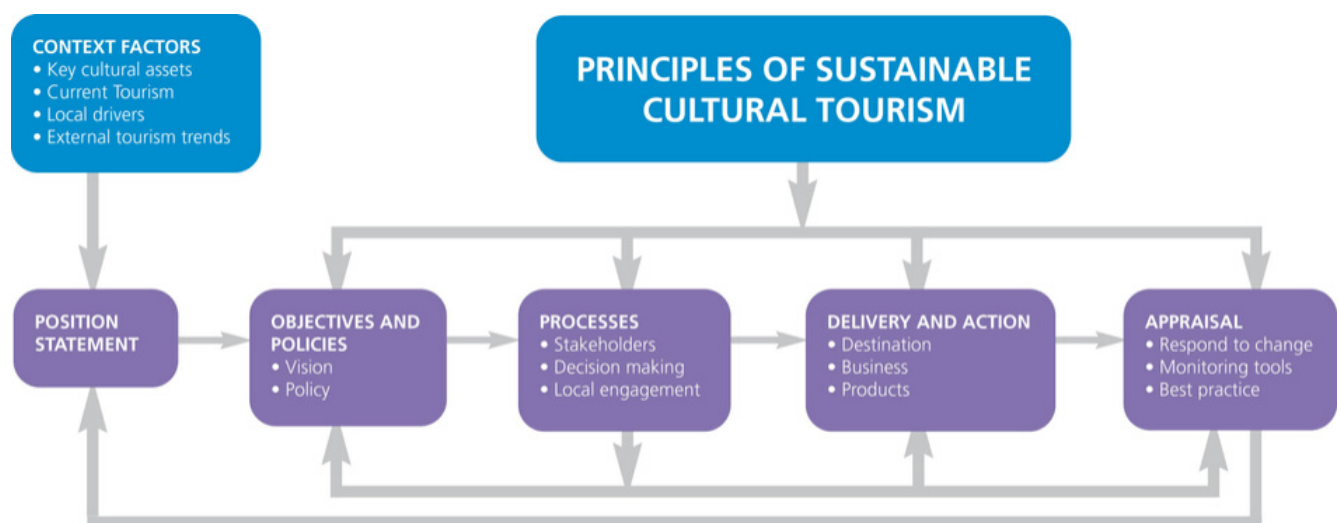 CONTEXT FACTORS
• Key cultural assets
• Current Tourism
• Local drivers
• External tourism trends
PRINCIPLES OF SUSTAINABLE
CULTURAL TOURISM
POSITION
STATEMENT
OBJECTIVES AND
POLICIES
• Vision
• Policy
PROCESSES
• Stakeholders
• Decision making
• Local engagement
DELIVERY AND ACTION
• Destination
• Business
• Products
APPRAISAL
• Respond to change
• Monitoring tools
• Best practice